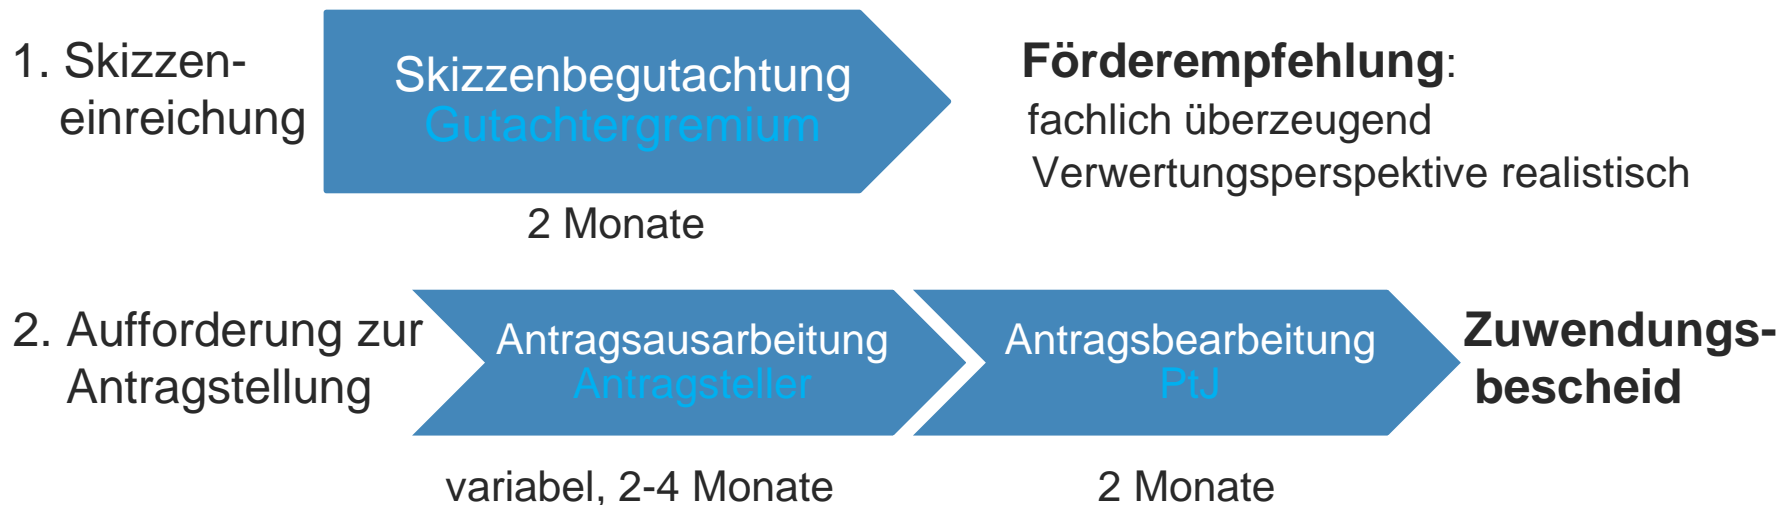 1. Skizzen-
einreichung
Skizzenbegutachtung
Gutachtergremium
2 Monate
Förderempfehlung:
fachlich überzeugend
Verwertungsperspektive realistisch
2. Aufforderung zur
Antragstellung
Antragsausarbeitung
Antragsteller
variabel, 2-4 Monate
Antragsbearbeitung
PtJ
2 Monate
Zuwendungs-
bescheid